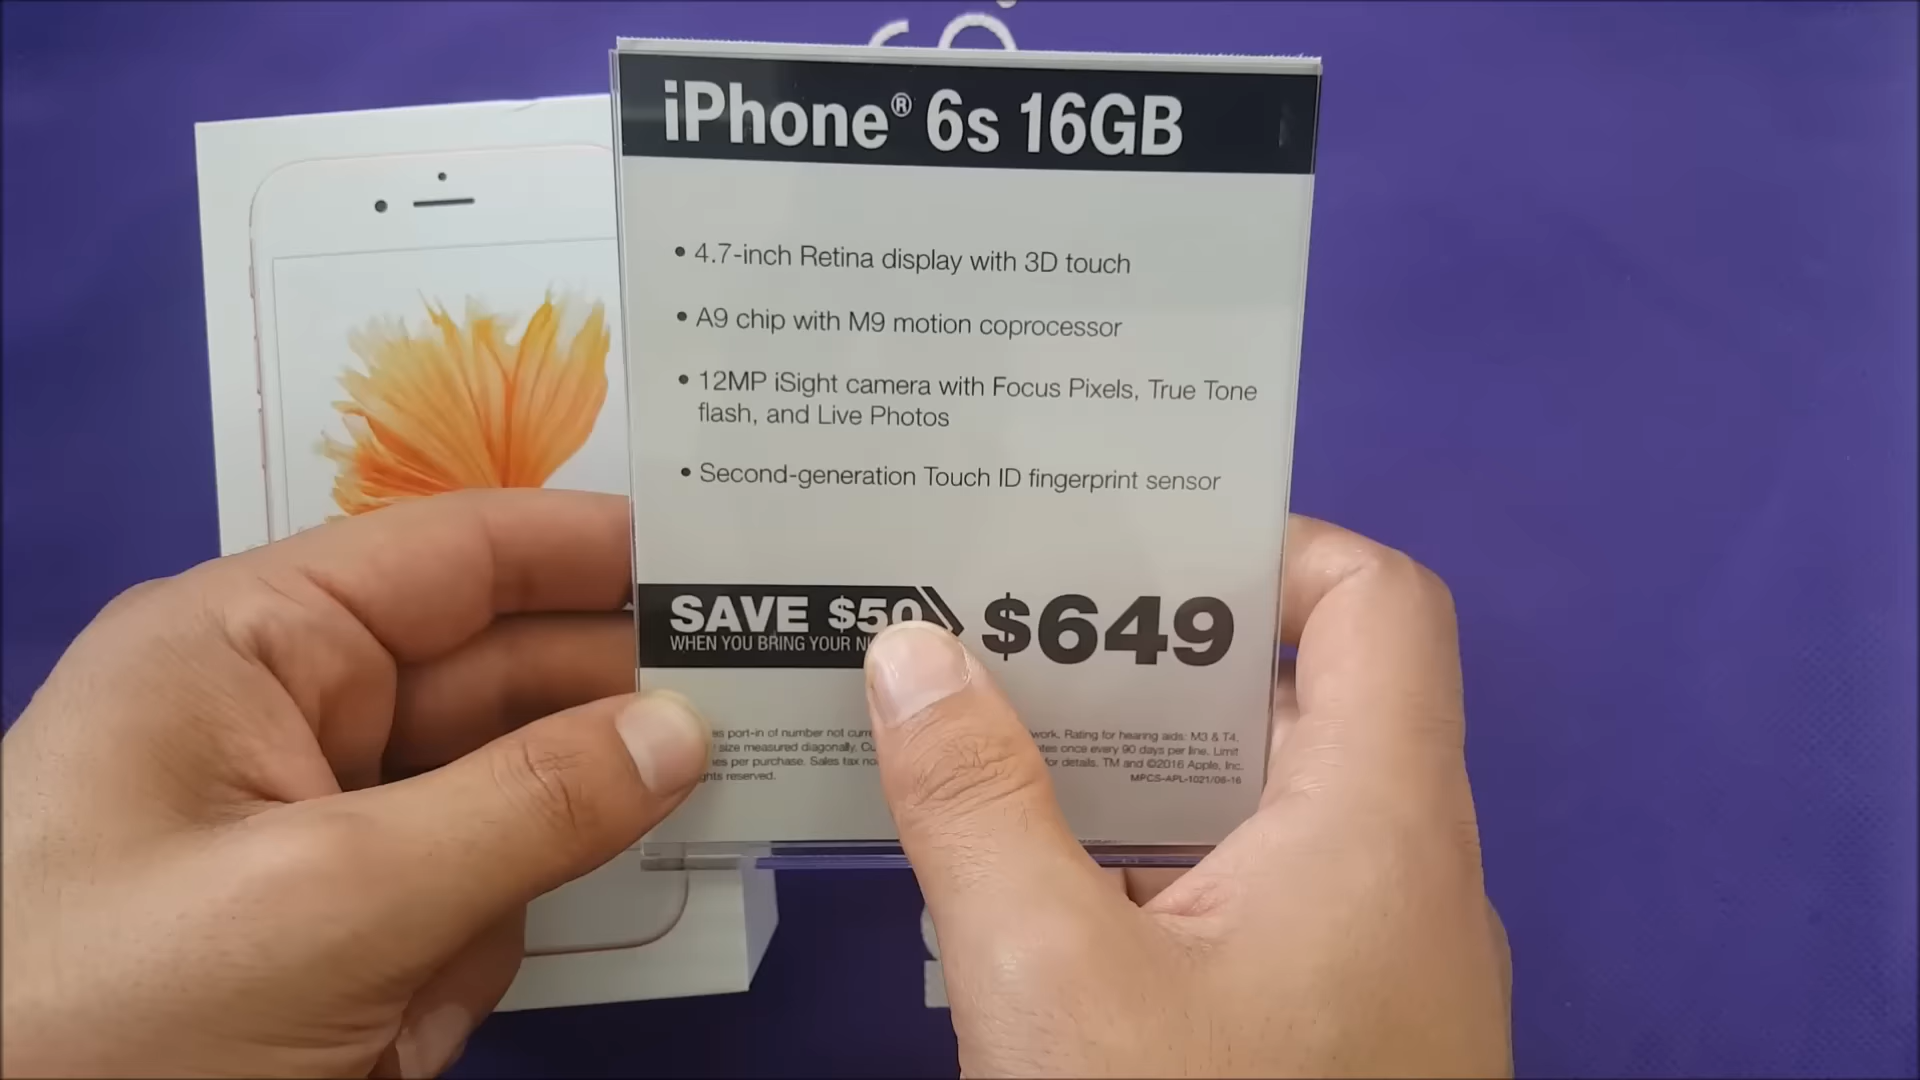 iPhone® 6s 16GB
• 4.7-inch Retina display with 3D touch
• A9 chip with M9 motion coprocessor
• 12MP iSight camera with Focus Pixels, True Tone
flash, and Live Photos
• Second-generation Touch ID fingerprint sensor
SAVE $50
WHEN YOU BRING YOUR
$649
port-in of number not
work. Rating for hearing aids: M3 & T4.
size measured diagonally.
once every 90 days per line. Limit
per purchase. Sales tax
for details. TM and ©2016 Apple, Inc.
reserved.
MPCS-APL-1021/06-16